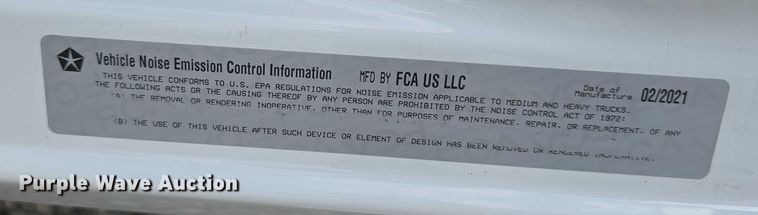 Vehicle Noise Emission Control Information MFD BY FCA US LLC Date of Manufacture 02/2021
THIS VEHICLE CONFORMS TO U.S. EPA REGULATIONS FOR NOISE EMISSION APPLICABLE TO MEDIUM AND HEAVY TRUCKS.
THE FOLLOWING ACTS OR THE CAUSING THEREOF BY ANY PERSON ARE PROHIBITED BY THE NOISE CONTROL ACT OF 1972:
(A) THE REMOVAL OR RENDERING INOPERATIVE, OTHER THAN FOR PURPOSES OF MAINTENANCE, REPAIR, OR REPLACEMENT, OF ANY
(B) THE USE OF THIS VEHICLE AFTER SUCH DEVICE OR ELEMENT OF DESIGN HAS BEEN REMOVED OR RENDERED INOPERATIVE.
Purple Wave Auction